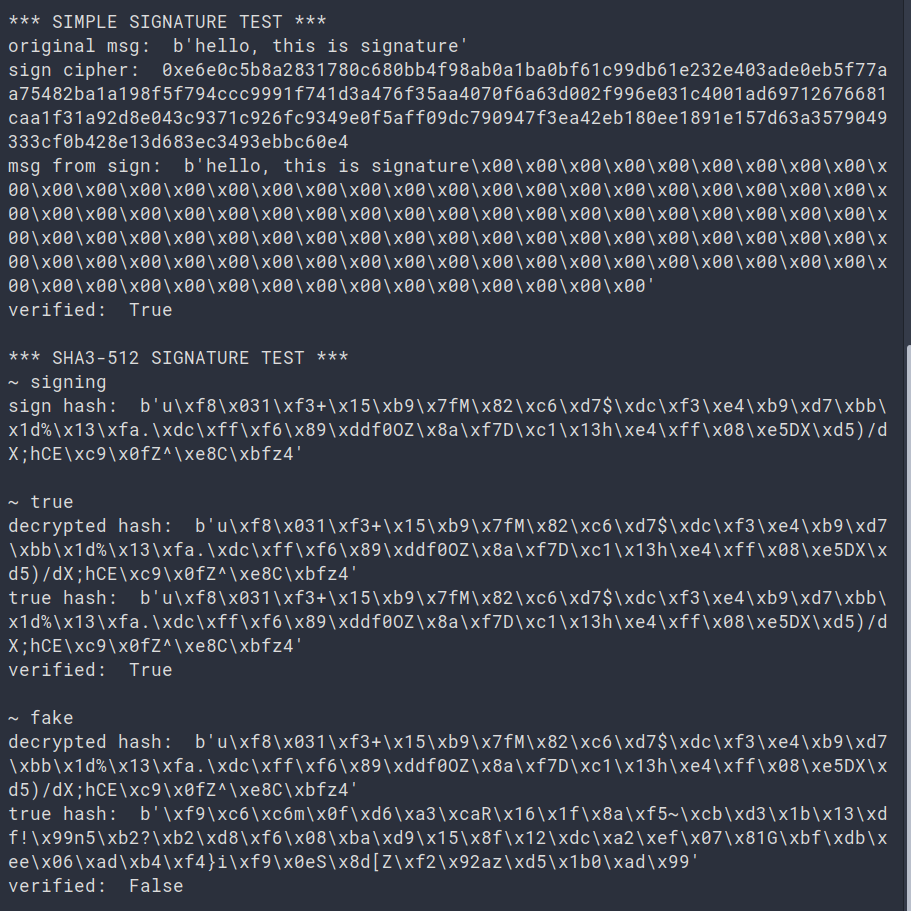 *** SIMPLE SIGNATURE TEST ***
original msg:  b'hello, this is signature'
sign cipher:  0xe6e0c5b8a2831780c680bb4f98ab0a1ba0bf61c99db61e232e403ade0eb5f77a
a75482ba1a198f5f794ccc9991f741d3a476f35aa4070f6a63d002f996e031c4001ad69712676681
caa1f31a92d8e043c9371c926fc9349e0f5aff09dc790947f3ea42eb180ee1891e157d63a3579049
333cf0b428e13d683ec3493ebbc60e4
msg from sign:  b'hello, this is signature\x00\x00\x00\x00\x00\x00\x00\x00\x00\x
00\x00\x00\x00\x00\x00\x00\x00\x00\x00\x00\x00\x00\x00\x00\x00\x00\x00\x00\x00\x
00\x00\x00\x00\x00\x00\x00\x00\x00\x00\x00\x00\x00\x00\x00\x00\x00\x00\x00\x00\x
00\x00\x00\x00\x00\x00\x00\x00\x00\x00\x00\x00\x00\x00\x00\x00\x00\x00\x00\x00\x
00\x00\x00\x00\x00\x00\x00\x00\x00\x00\x00\x00\x00\x00\x00\x00\x00\x00\x00\x00\x
00\x00\x00\x00\x00\x00\x00\x00\x00\x00\x00\x00\x00\x00\x00'
verified:  True
*** SHA3-512 SIGNATURE TEST ***
~ signing
sign hash:  b'u\xf8\x031\xf3+\x15\xb9\x7fM\x82\xc6\xd7$\xdc\xf3\xe4\xb9\xd7\xbb\
x1d%\x13\xfa.\xdc\xff\xf6\x89\xddf0OZ\x8a\xf7D\xc1\x13h\xe4\xff\x08\xe5DX\xd5)/d
X;hCE\xc9\x0fZ^\xe8C\xbfz4'
~ true
decrypted hash:  b'u\xf8\x031\xf3+\x15\xb9\x7fM\x82\xc6\xd7$\xdc\xf3\xe4\xb9\xd7
\xbb\x1d%\x13\xfa.\xdc\xff\xf6\x89\xddf0OZ\x8a\xf7D\xc1\x13h\xe4\xff\x08\xe5DX\x
d5)/dX;hCE\xc9\x0fZ^\xe8C\xbfz4'
true hash:  b'u\xf8\x031\xf3+\x15\xb9\x7fM\x82\xc6\xd7$\xdc\xf3\xe4\xb9\xd7\xbb\
x1d%\x13\xfa.\xdc\xff\xf6\x89\xddf0OZ\x8a\xf7D\xc1\x13h\xe4\xff\x08\xe5DX\xd5)/d
X;hCE\xc9\x0fZ^\xe8C\xbfz4'
verified:  True
~ fake
decrypted hash:  b'u\xf8\x031\xf3+\x15\xb9\x7fM\x82\xc6\xd7$\xdc\xf3\xe4\xb9\xd7
\xbb\x1d%\x13\xfa.\xdc\xff\xf6\x89\xddf0OZ\x8a\xf7D\xc1\x13h\xe4\xff\x08\xe5DX\x
d5)/dX;hCE\xc9\x0fZ^\xe8C\xbfz4'
true hash:  b'\xf9\xc6\xc6m\x0f\xd6\xa3\xcaR\x16\x1f\x8a\xf5~\xcb\xd3\x1b\x13\xd
f!\x99n5\xb2?\xb2\xd8\xf6\x08\xba\xd9\x15\x8f\x12\xdc\xa2\xef\x07\x81G\xbf\xdb\x
ee\x06\xad\xb4\xf4}i\xf9\x0eS\x8d[Z\xf2\x92az\xd5\x1b0\xad\x99'
verified:  False